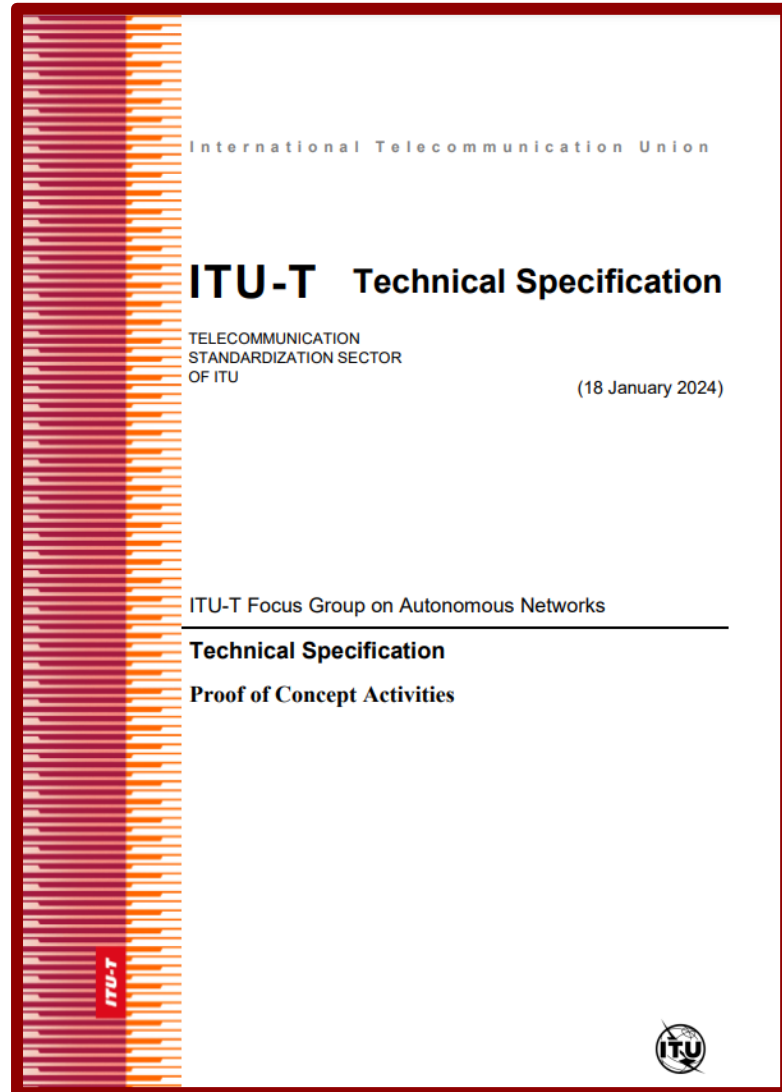 International Telecommunication Union
ITU-T Technical Specification
TELECOMMUNICATION
STANDARDIZATION SECTOR
OF ITU
(18 January 2024)
ITU-T Focus Group on Autonomous Networks
Technical Specification
Proof of Concept Activities
ITU-T
ITU